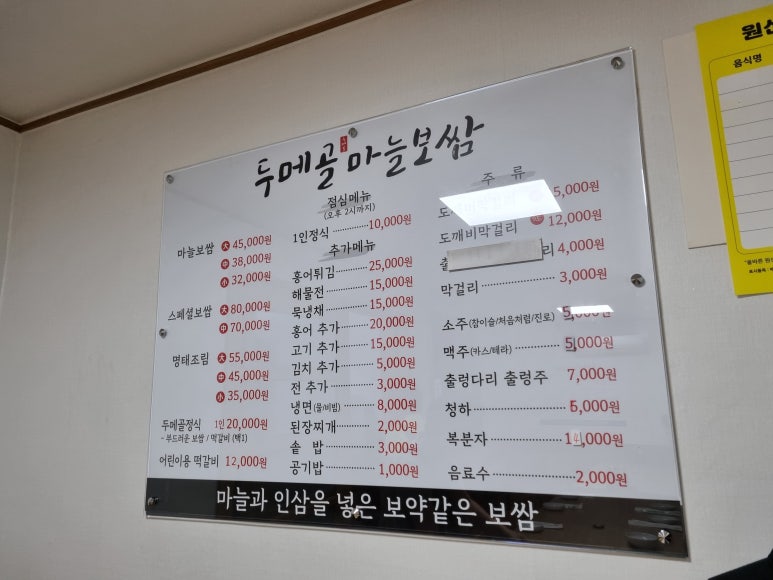 두메골 마늘보쌈
마늘보쌈 大 45,000원
中 38,000원
小 32,000원
스페셜보쌈 大 80,000원
中 70,000원
명태조림 大 55,000원
中 45,000원
小 35,000원
두메골정식 1인 20,000원
- 부드러운 보쌈 / 떡갈비 (택1)
어린이용 떡갈비 12,000원
점심메뉴
(오후 2시까지)
1인정식 10,000원
추가메뉴
홍어튀김 25,000원
해물전 15,000원
묵냉채 15,000원
홍어 추가 20,000원
고기 추가 15,000원
김치 추가 5,000원
전 추가 3,000원
냉면(물/비빔) 8,000원
된장찌개 2,000원
솥 밥 3,000원
공기밥 1,000원
주 류
5,000원
도깨비막걸리 12,000원
리 4,000원
막걸리 3,000원
소주(참이슬/처음처럼/진로) 5,000원
맥주(카스/테라) 5,000원
출렁다리 출렁주 7,000원
청하 5,000원
복분자
음료수 2,000원
마늘과 인삼을 넣은 보약같은 보쌈
음식명